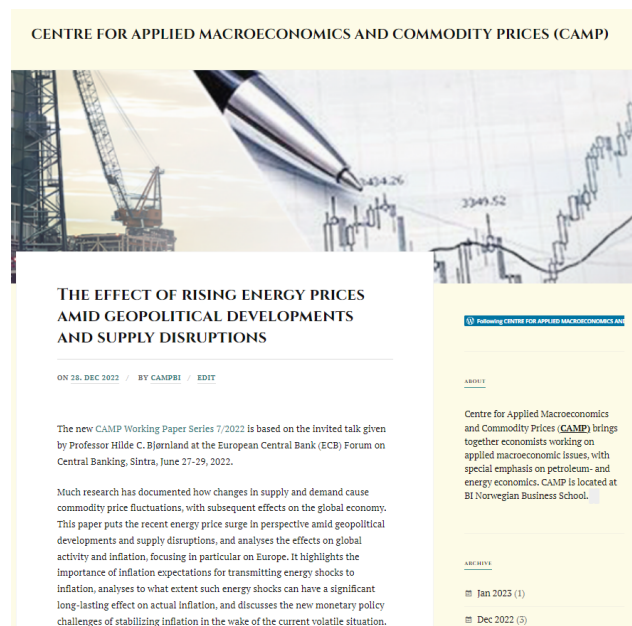 CENTRE FOR APPLIED MACROECONOMICS AND COMMODITY PRICES (CAMP)
3434.26
3349.52
THE EFFECT OF RISING ENERGY PRICES
AMID GEOPOLITICAL DEVELOPMENTS
AND SUPPLY DISRUPTIONS
ON 28. DEC 2022 / BY CAMPBI / EDIT
The new CAMP Working Paper Series 7/2022 is based on the invited talk given
by Professor Hilde C. Bjørnland at the European Central Bank (ECB) Forum on
Central Banking, Sintra, June 27-29, 2022.
Much research has documented how changes in supply and demand cause
commodity price fluctuations, with subsequent effects on the global economy.
This paper puts the recent energy price surge in perspective amid geopolitical
developments and supply disruptions, and analyses the effects on global
activity and inflation, focusing in particular on Europe. It highlights the
importance of inflation expectations for transmitting energy shocks to
inflation, analyses to what extent such energy shocks can have a significant
long-lasting effect on actual inflation, and discusses the new monetary policy
challenges of stabilizing inflation in the wake of the current volatile situation.
Following CENTRE FOR APPLIED MACROECONOMICS AND
ABOUT
Centre for Applied Macroeconomics
and Commodity Prices (CAMP) brings
together economists working on
applied macroeconomic issues, with
special emphasis on petroleum- and
energy economics. CAMP is located at
BI Norwegian Business School.
ARCHIVE
Jan 2023 (1)
Dec 2022 (3)